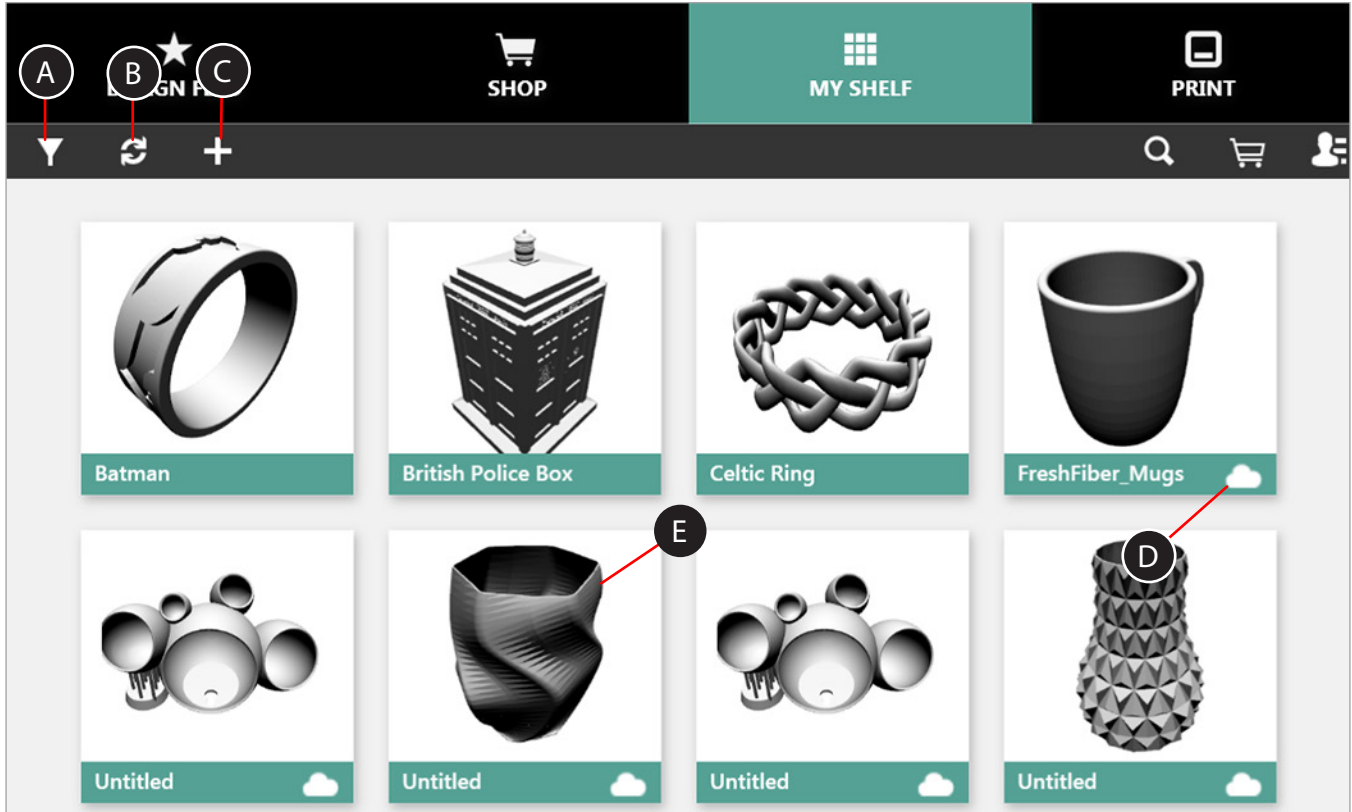 A
B
C
SHOP
MY SHELF
PRINT
Batman
British Police Box
Celtic Ring
FreshFiber_Mugs
E
D
Untitled
Untitled
Untitled
Untitled